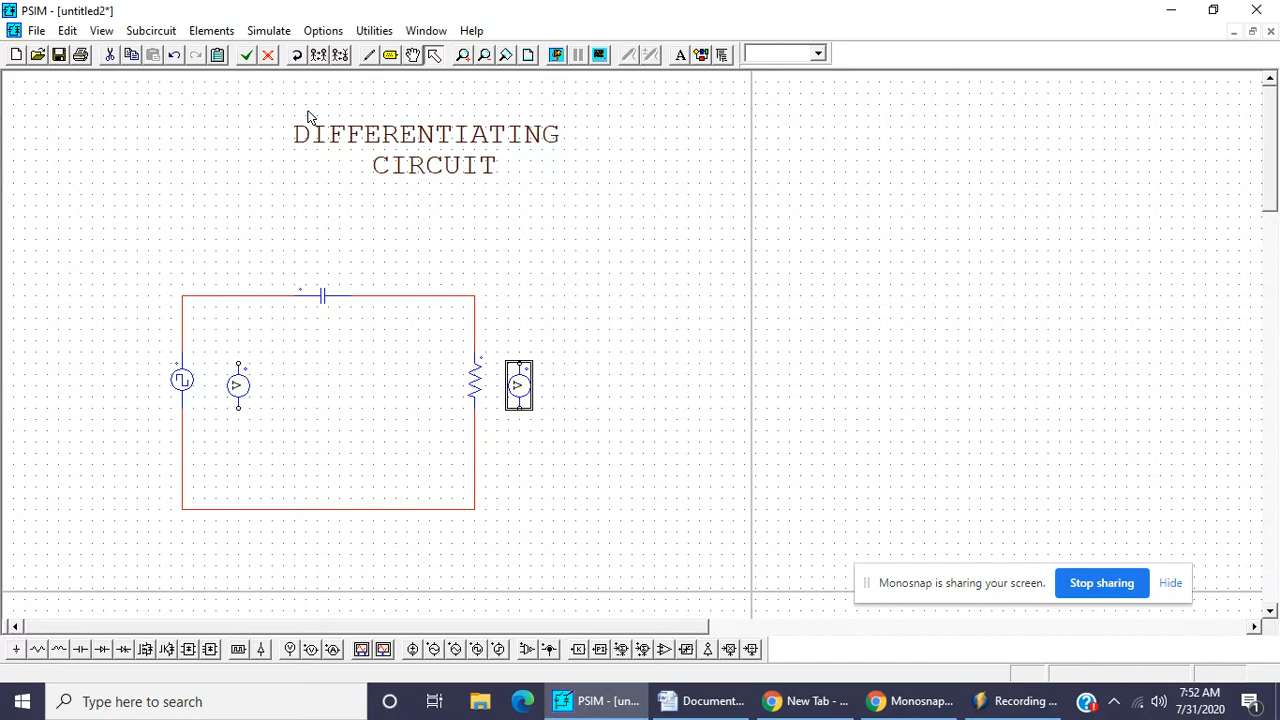 PSIM - [untitled2*]
File Edit View Subcircuit Elements Simulate Options Utilities Window Help
DIFFERENTIATING
CIRCUIT
V
V
Monosnap is sharing your screen. Stop sharing Hide
Type here to search
PSIM - [un...
Document...
New Tab - ...
Monosnap...
Recording ...
7:52 AM
7/31/2020